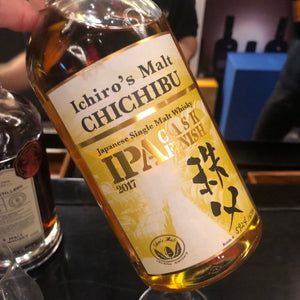 Ichiro's Malt
CHICHIBU
Japanese Single Malt Whisky
IPA CASK
FINISH
2017
秩父